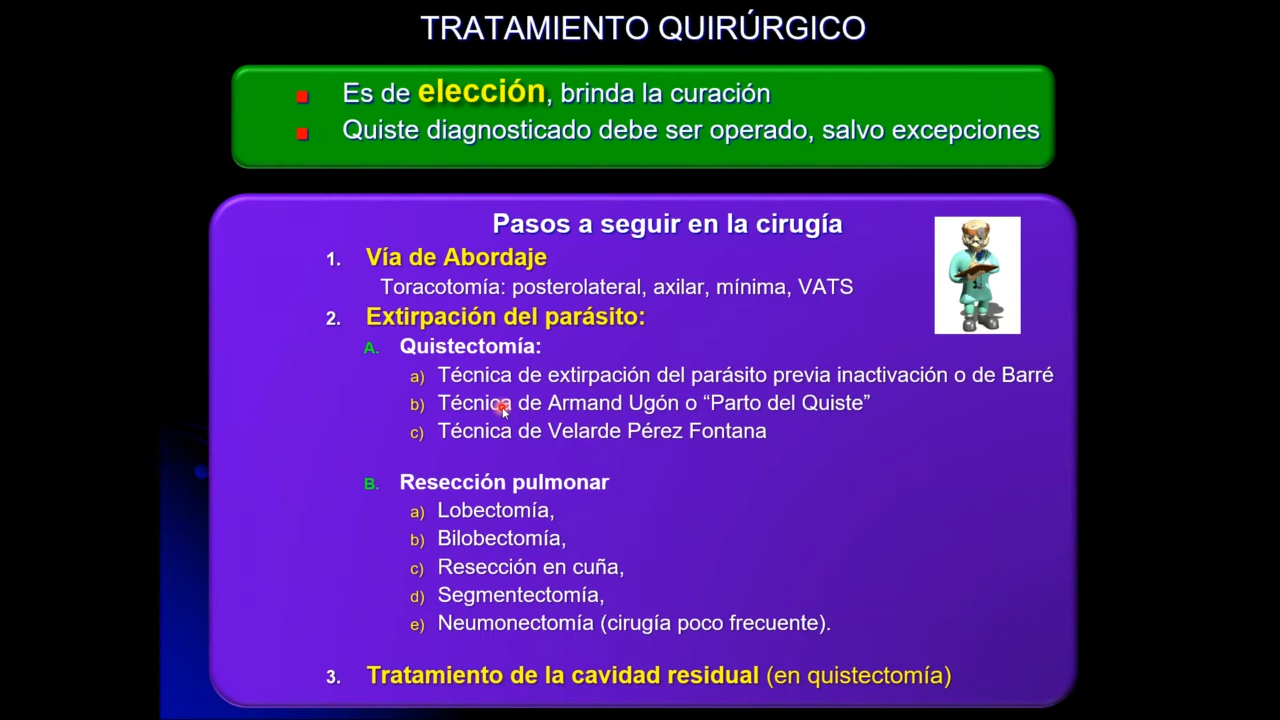 TRATAMIENTO QUIRÚRGICO
Es de elección, brinda la curación
Quiste diagnosticado debe ser operado, salvo excepciones
Pasos a seguir en la cirugía
1. Vía de Abordaje
Toracotomía: posterolateral, axilar, mínima, VATS
2. Extirpación del parásito:
A. Quistectomía:
a) Técnica de extirpación del parásito previa inactivación o de Barré
b) Técnica de Armand Ugón o “Parto del Quiste”
c) Técnica de Velarde Pérez Fontana
B. Resección pulmonar
a) Lobectomía,
b) Bilobectomía,
c) Resección en cuña,
d) Segmentectomía,
e) Neumonectomía (cirugía poco frecuente).
3. Tratamiento de la cavidad residual (en quistectomía)